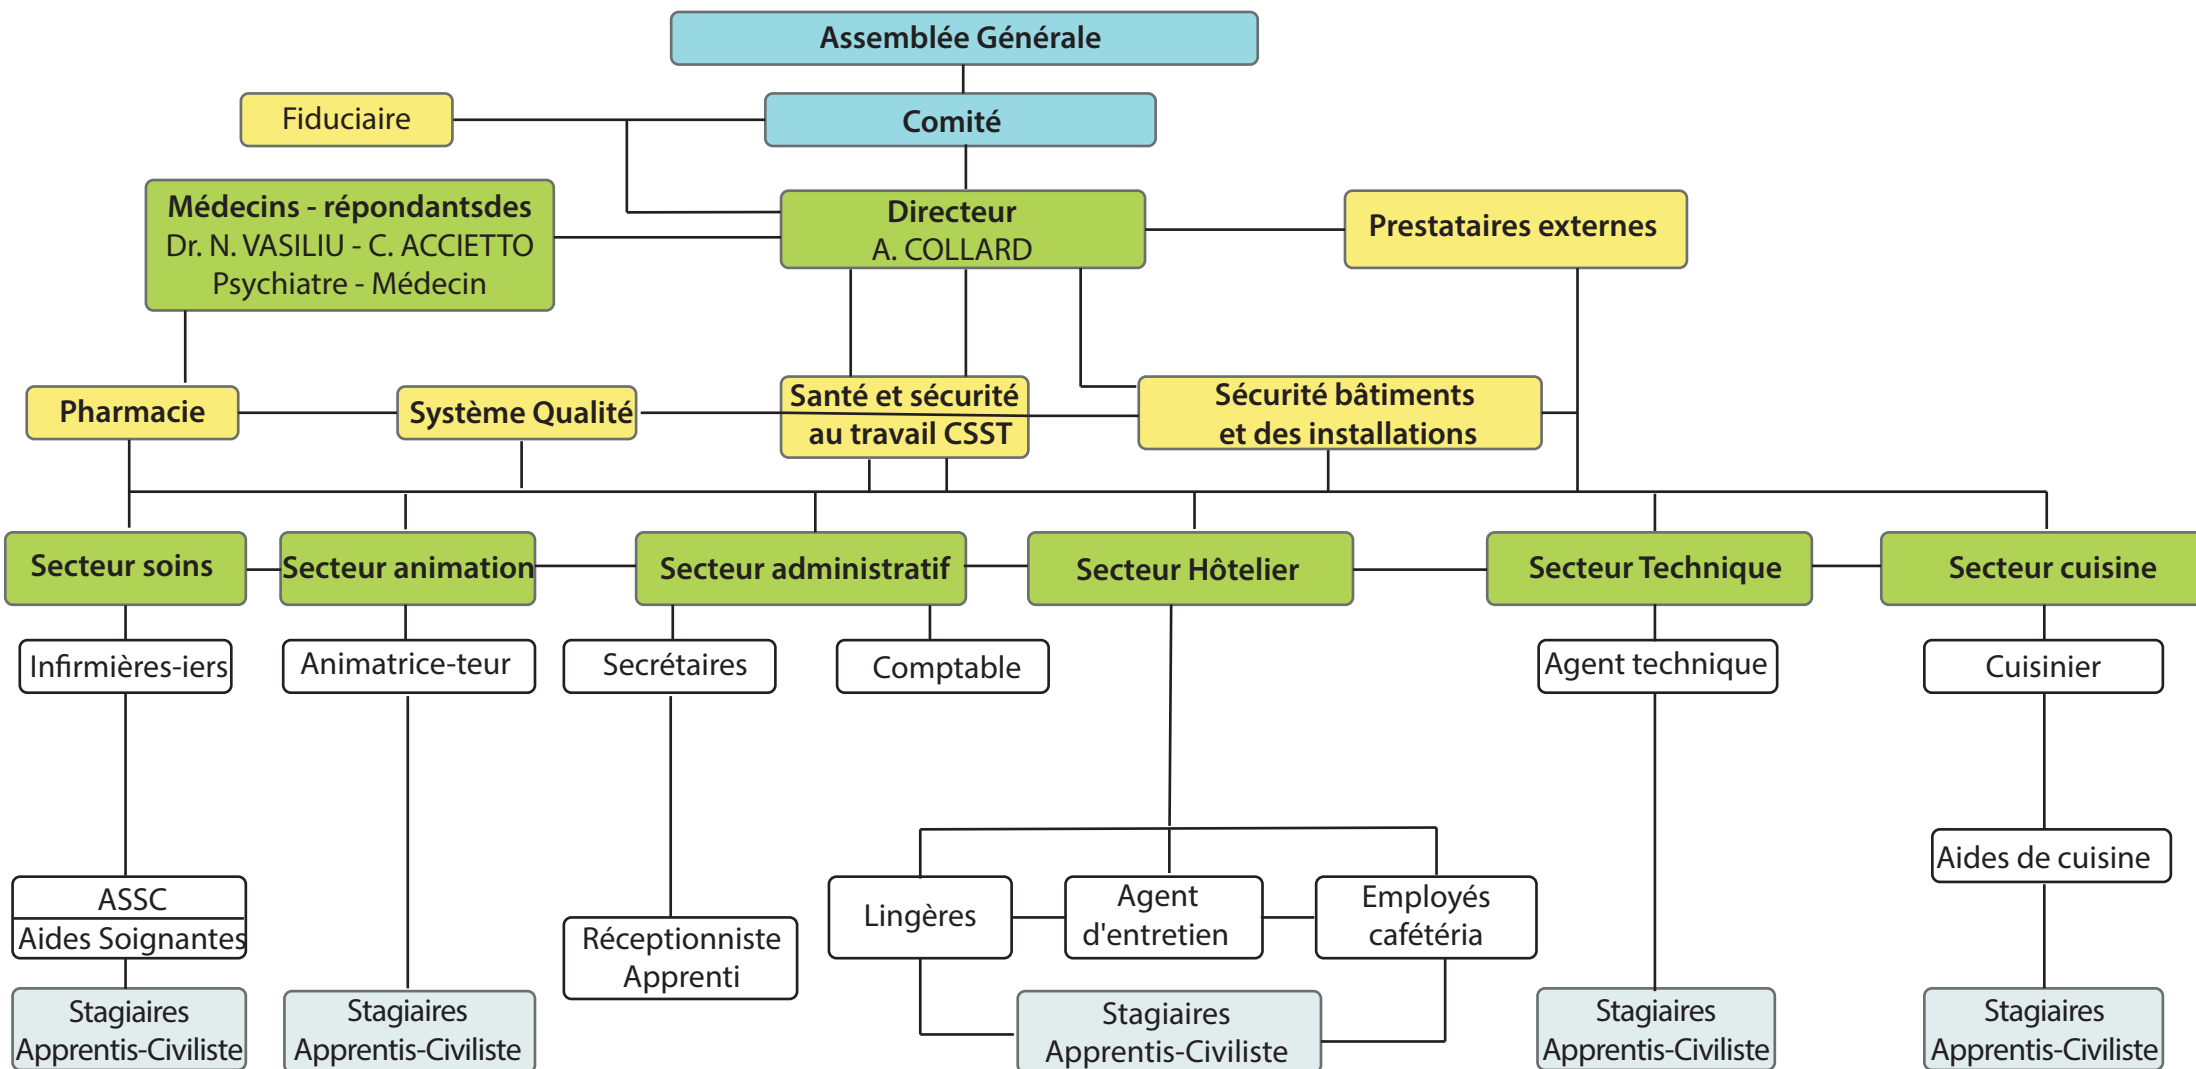 Assemblée Générale
Fiduciaire
Comité
Médecins - répondantsdes
Dr. N. VASILIU - C. ACCIETTO
Psychiatre - Médecin
Directeur
A. COLLARD
Prestataires externes
Pharmacie
Système Qualité
Santé et sécurité
au travail CSST
Sécurité bâtiments
et des installations
Secteur soins
Secteur animation
Secteur administratif
Secteur Hôtelier
Secteur Technique
Secteur cuisine
Infirmières-iers
Animatrice-teur
Secrétaires
Comptable
Agent technique
Cuisinier
Aides de cuisine
ASSC
Aides Soignantes
Réceptionniste
Apprenti
Lingères
Agent
d'entretien
Employés
cafétéria
Stagiaires
Apprentis-Civiliste
Stagiaires
Apprentis-Civiliste
Stagiaires
Apprentis-Civiliste
Stagiaires
Apprentis-Civiliste
Stagiaires
Apprentis-Civiliste